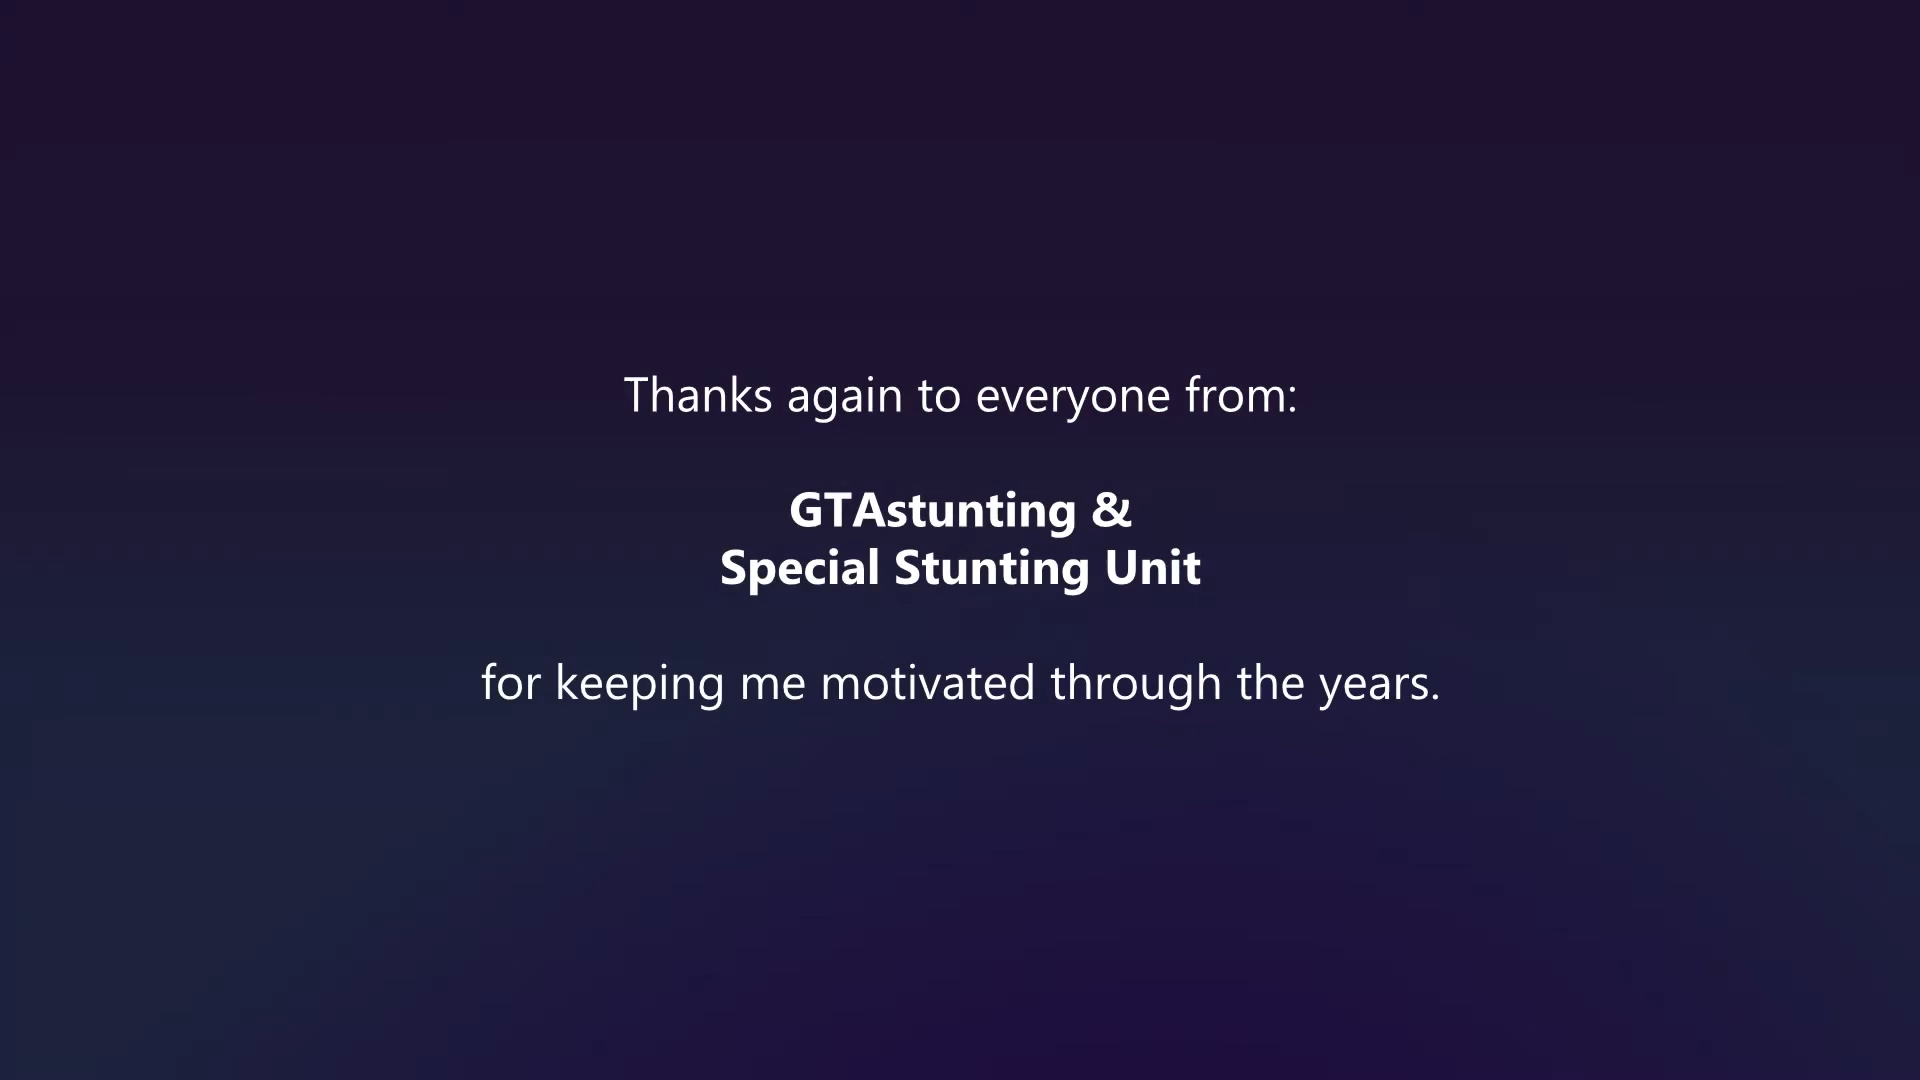 Thanks again to everyone from:
GTAstunting &
Special Stunting Unit
for keeping me motivated through the years.